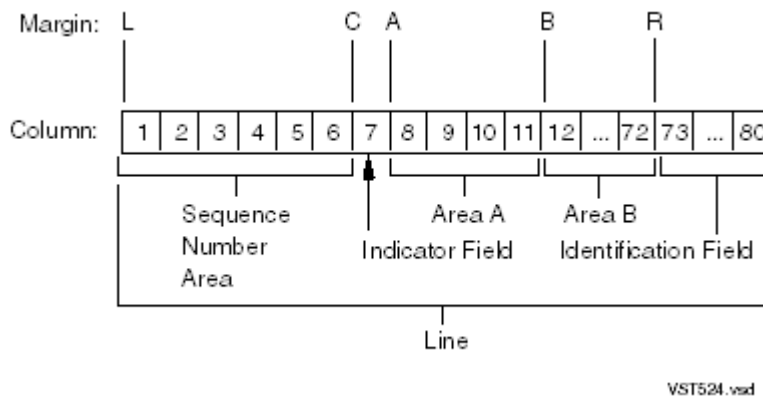 Margin: L C A B R
Column: 1 2 3 4 5 6 7 8 9 10 11 12 ... 72 73 ... 80
Sequence Area A Area B
Number Indicator Field Identification Field
Area
Line
VST524.vsd